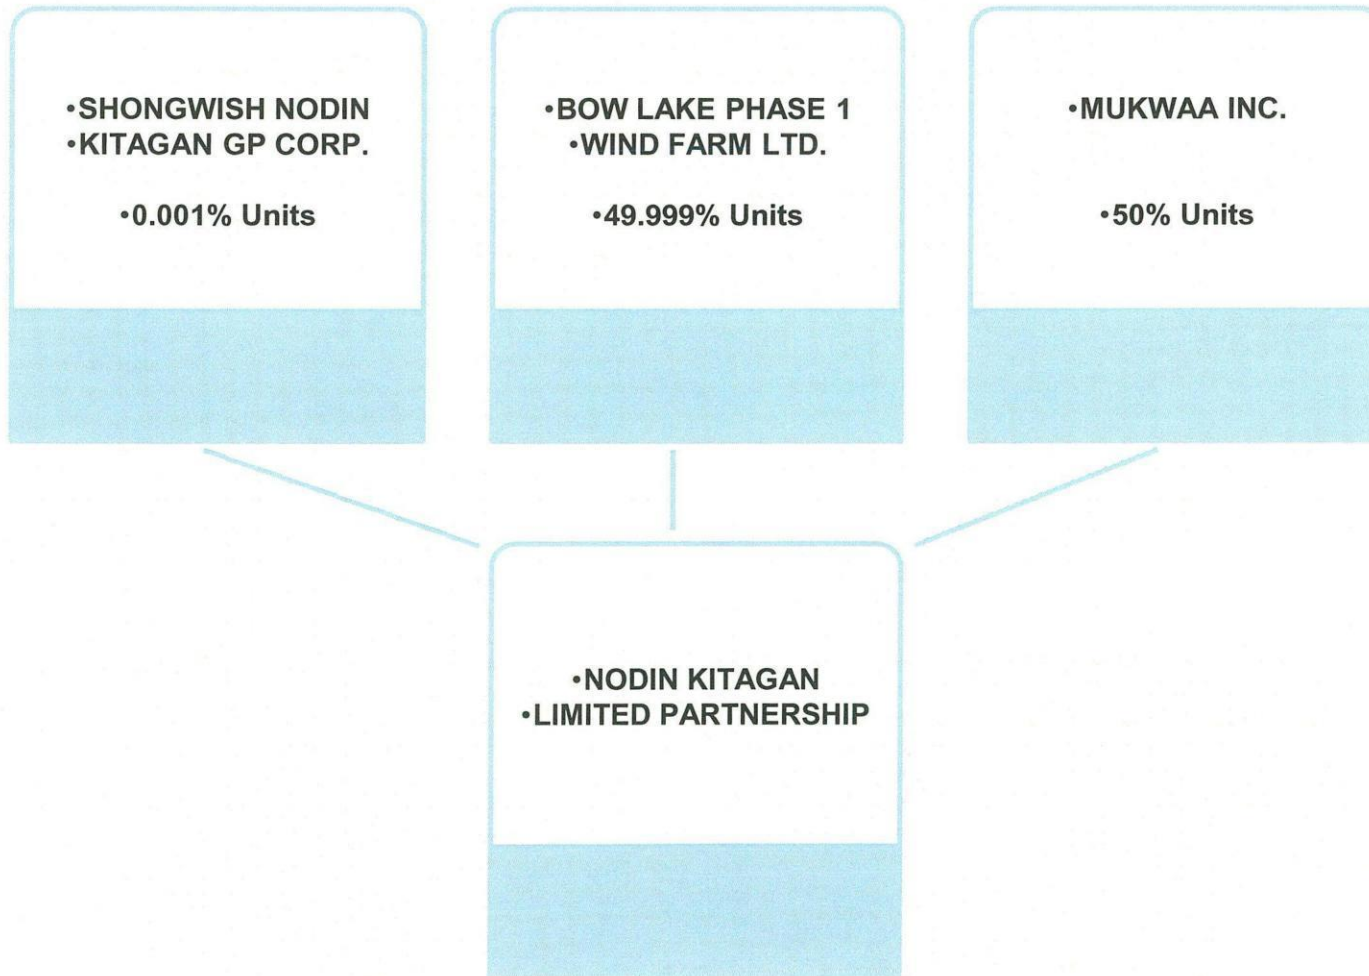 •SHONGWISH NODIN
•KITAGAN GP CORP.
•0.001% Units
•BOW LAKE PHASE 1
•WIND FARM LTD.
•49.999% Units
•MUKWAA INC.
•50% Units
•NODIN KITAGAN
•LIMITED PARTNERSHIP